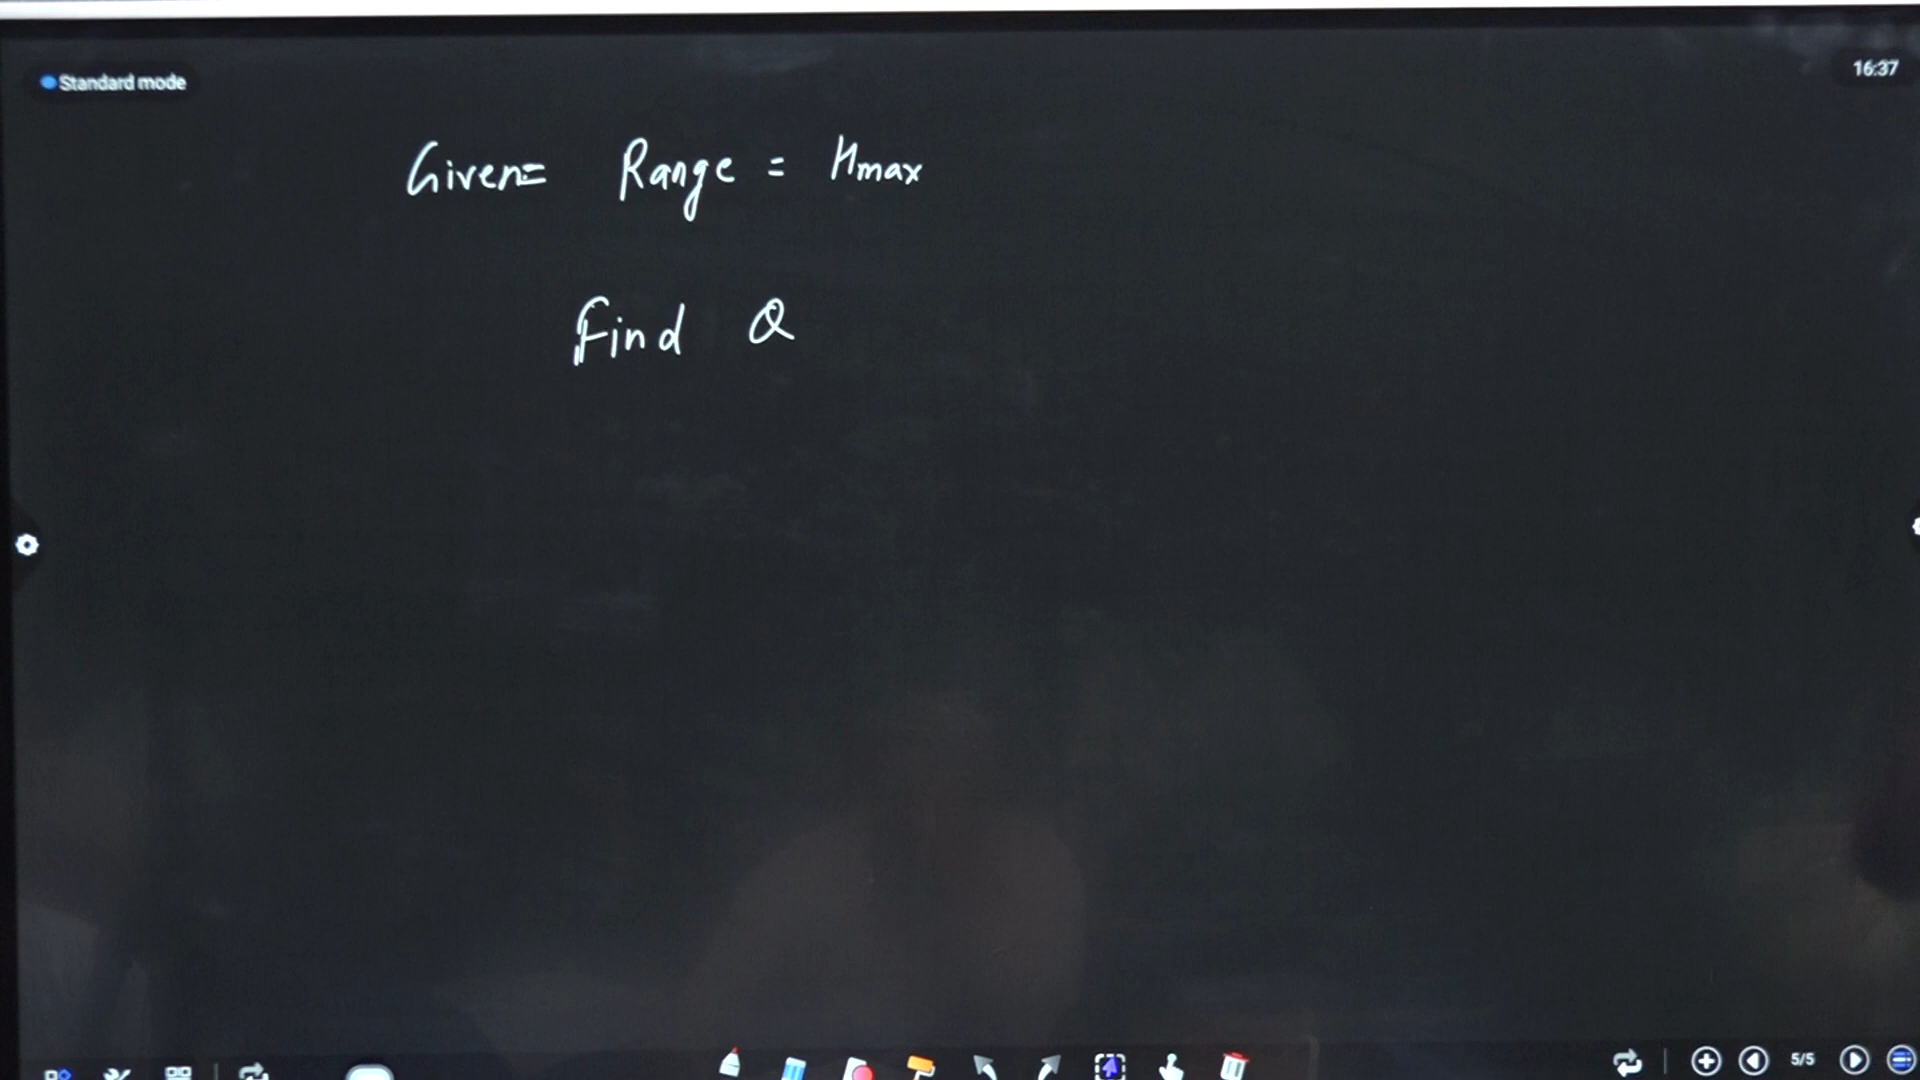 Standard mode
16:37
Given= Range = Hmax
Find Q
5/5